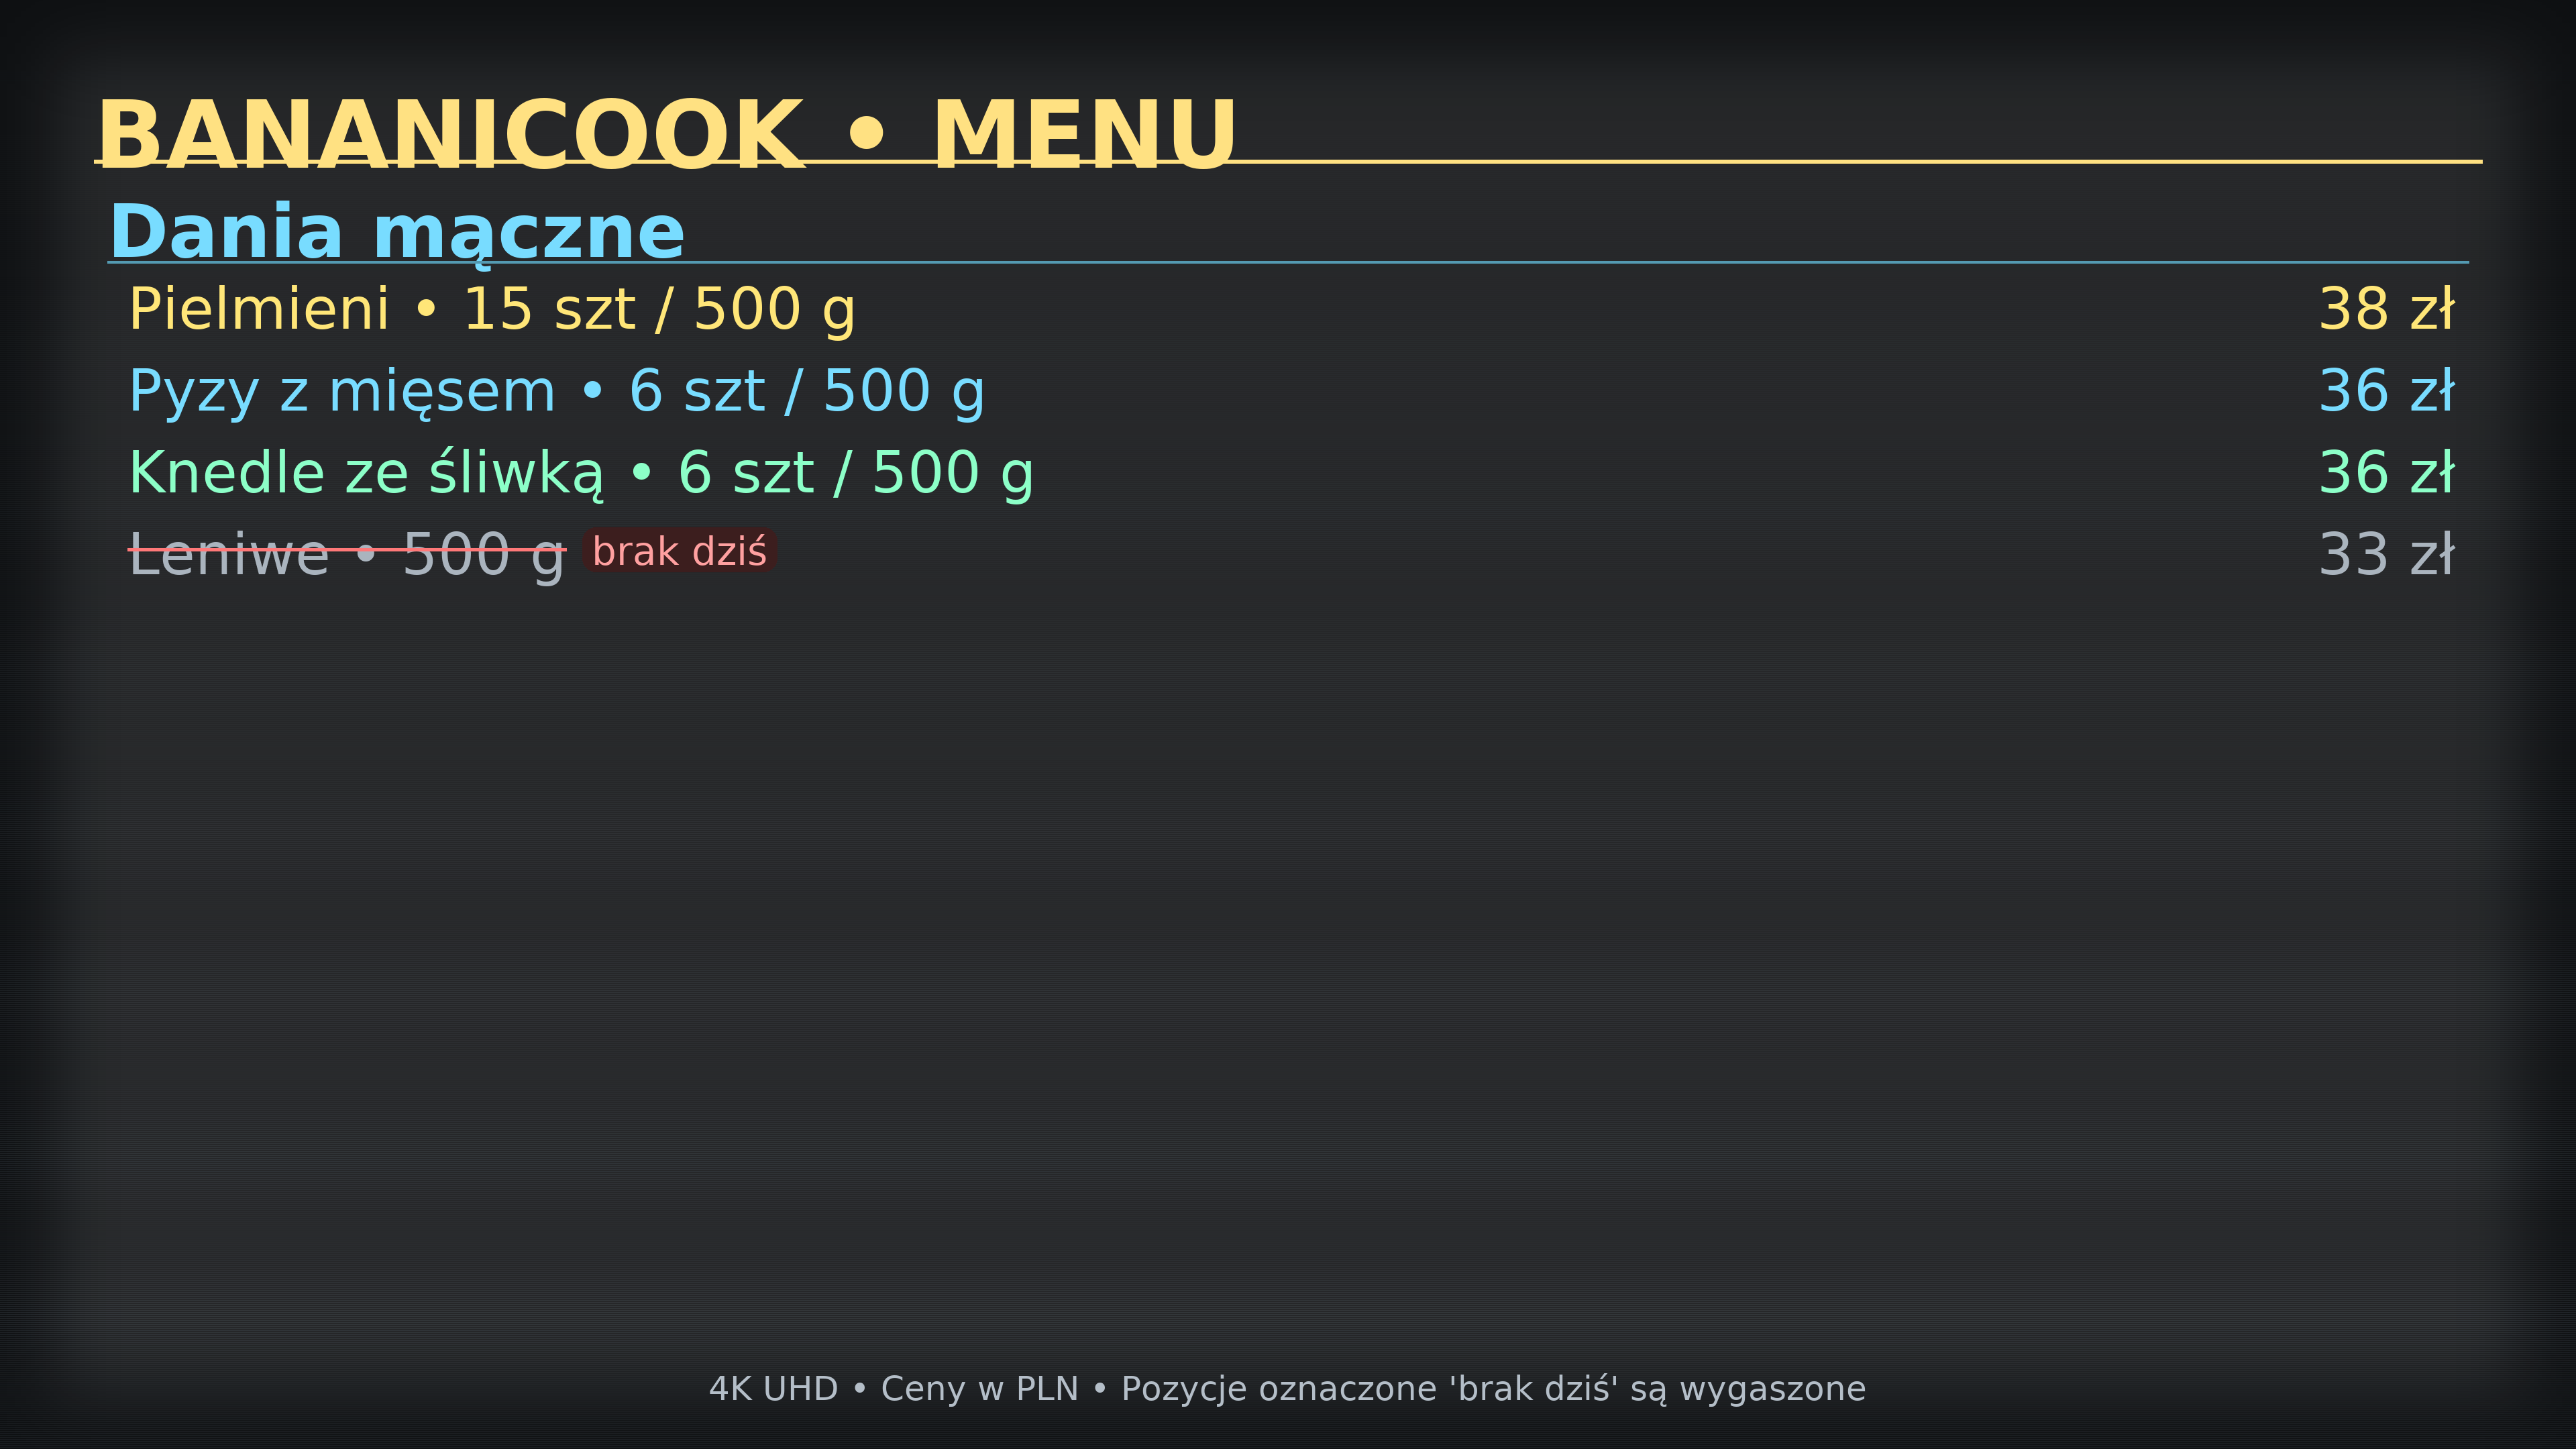 BANANICOOK • MENU
Dania mączne
Pielmieni • 15 szt / 500 g 38 zł
Pyzy z mięsem • 6 szt / 500 g 36 zł
Knedle ze śliwką • 6 szt / 500 g 36 zł
Leniwe • 500 g brak dziś 33 zł
4K UHD • Ceny w PLN • Pozycje oznaczone 'brak dziś' są wygaszone